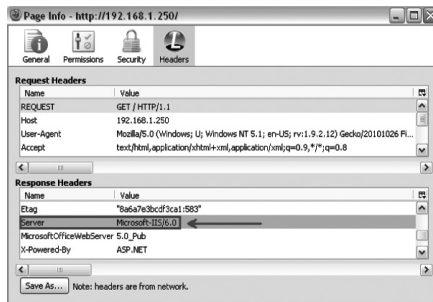 Page Info - http://192.168.1.250/
General Permissions Security Headers
Request Headers
Name Value
REQUEST GET / HTTP/1.1
Host 192.168.1.250
User-Agent Mozilla/5.0 (Windows; U; Windows NT 5.1; en-US; rv:1.9.2.12) Gecko/20101026 Fi...
Accept text/html,application/xhtml+xml,application/xml;q=0.9,*/*;q=0.8
Response Headers
Name Value
Etag "8a6a7e3bcdf3ca1:583"
Server Microsoft-IIS/6.0
MicrosoftOfficeWebServer 5.0_Pub
X-Powered-By ASP.NET
Save As... Note: headers are from network.